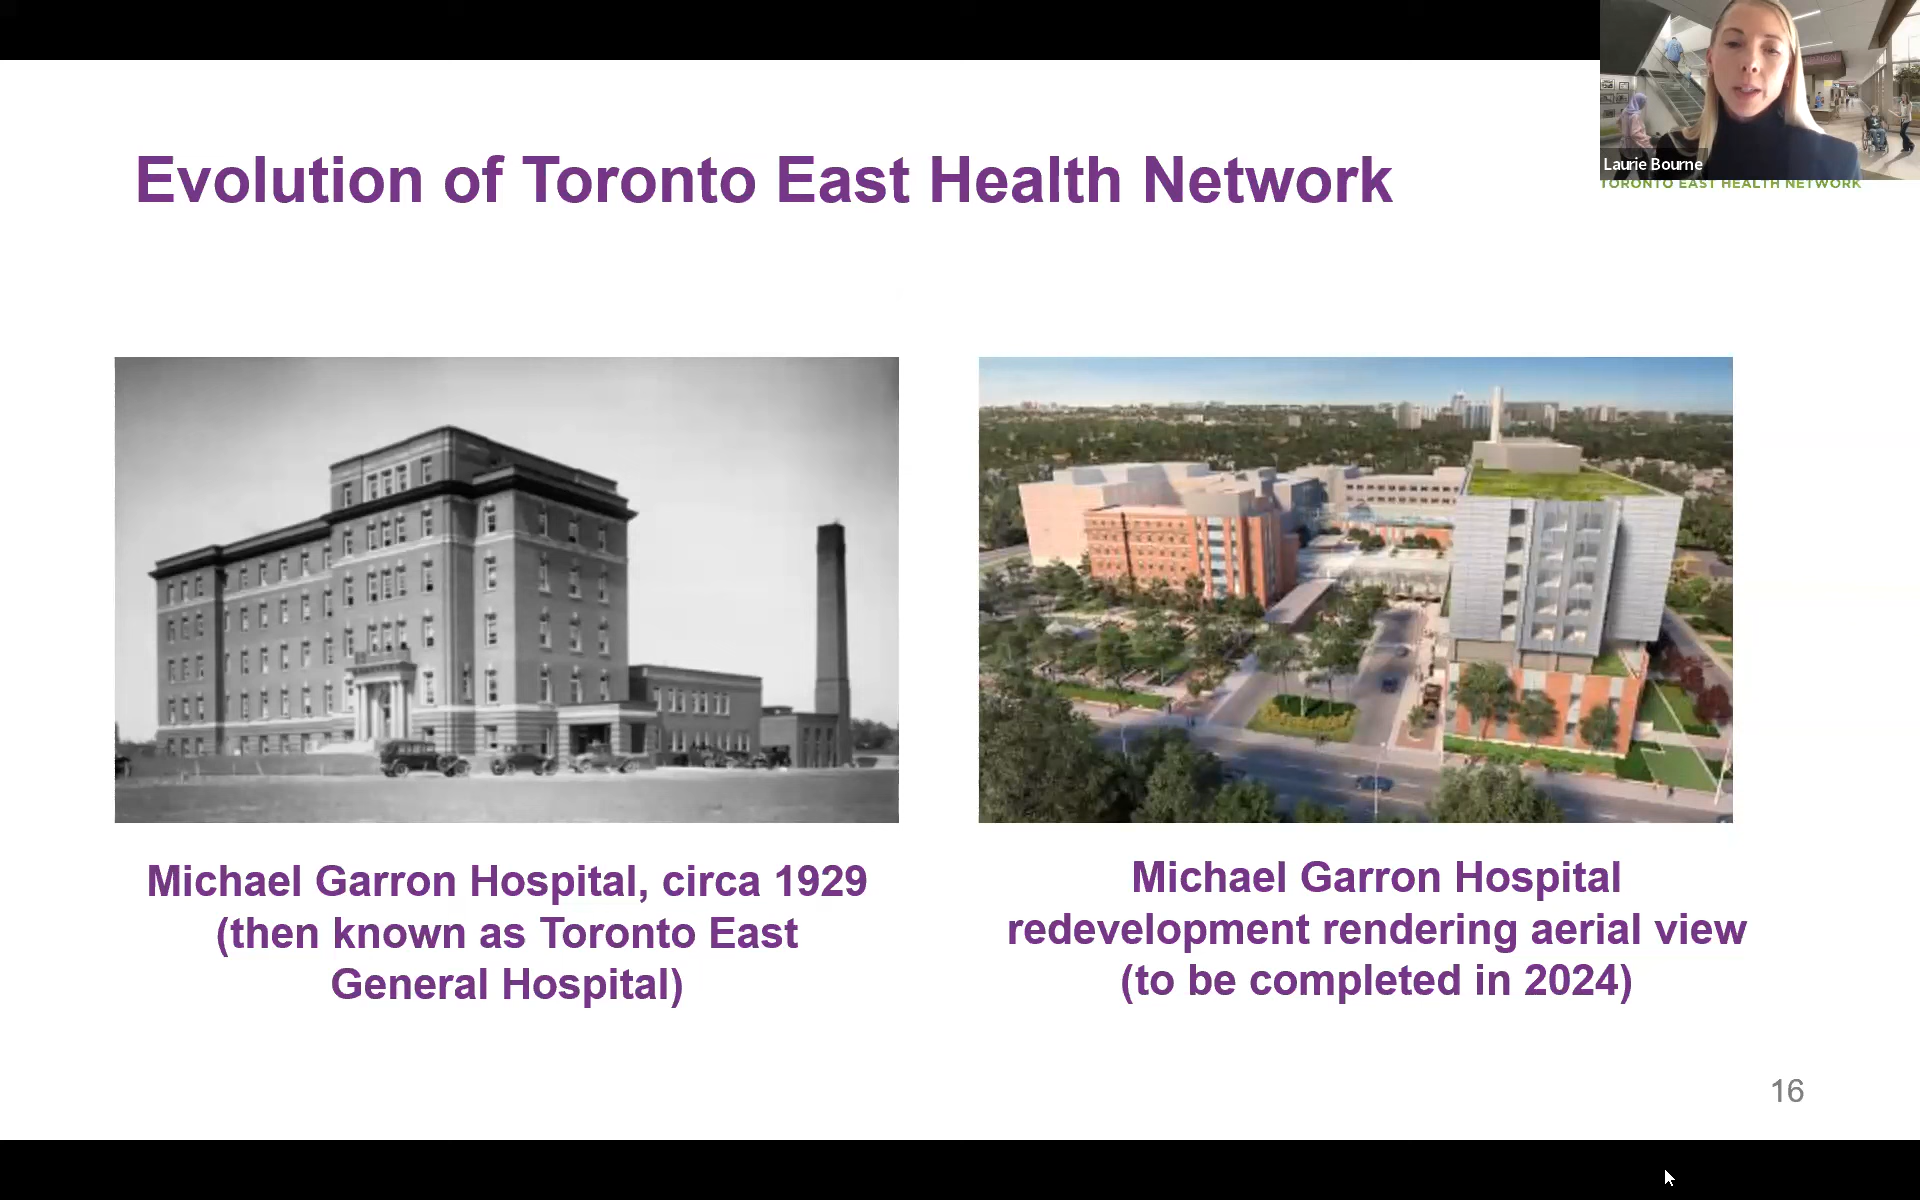 Evolution of Toronto East Health Network
Laurie Bourne
TORONTO EAST HEALTH NETWORK
Michael Garron Hospital, circa 1929
(then known as Toronto East
General Hospital)
Michael Garron Hospital
redevelopment rendering aerial view
(to be completed in 2024)
16